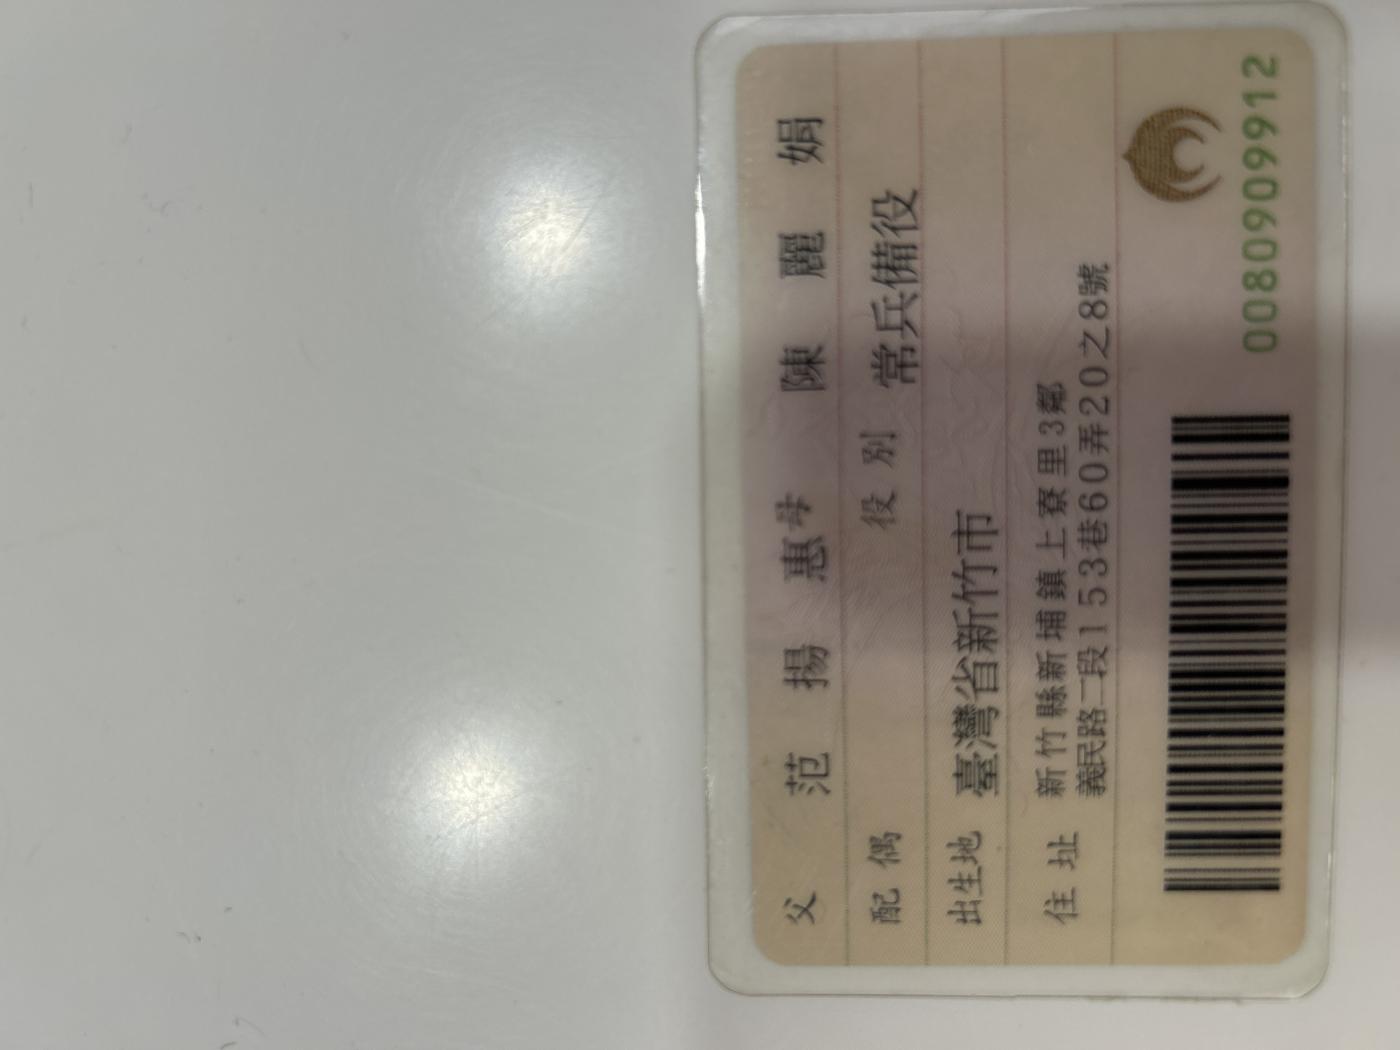 父 范揚惠 母 陳麗娟
配偶 役別 常兵備役
出生地 臺灣省新竹市
住址 新竹縣新埔鎮上寮里3鄰
義民路二段153巷60弄20之8號
0080909912